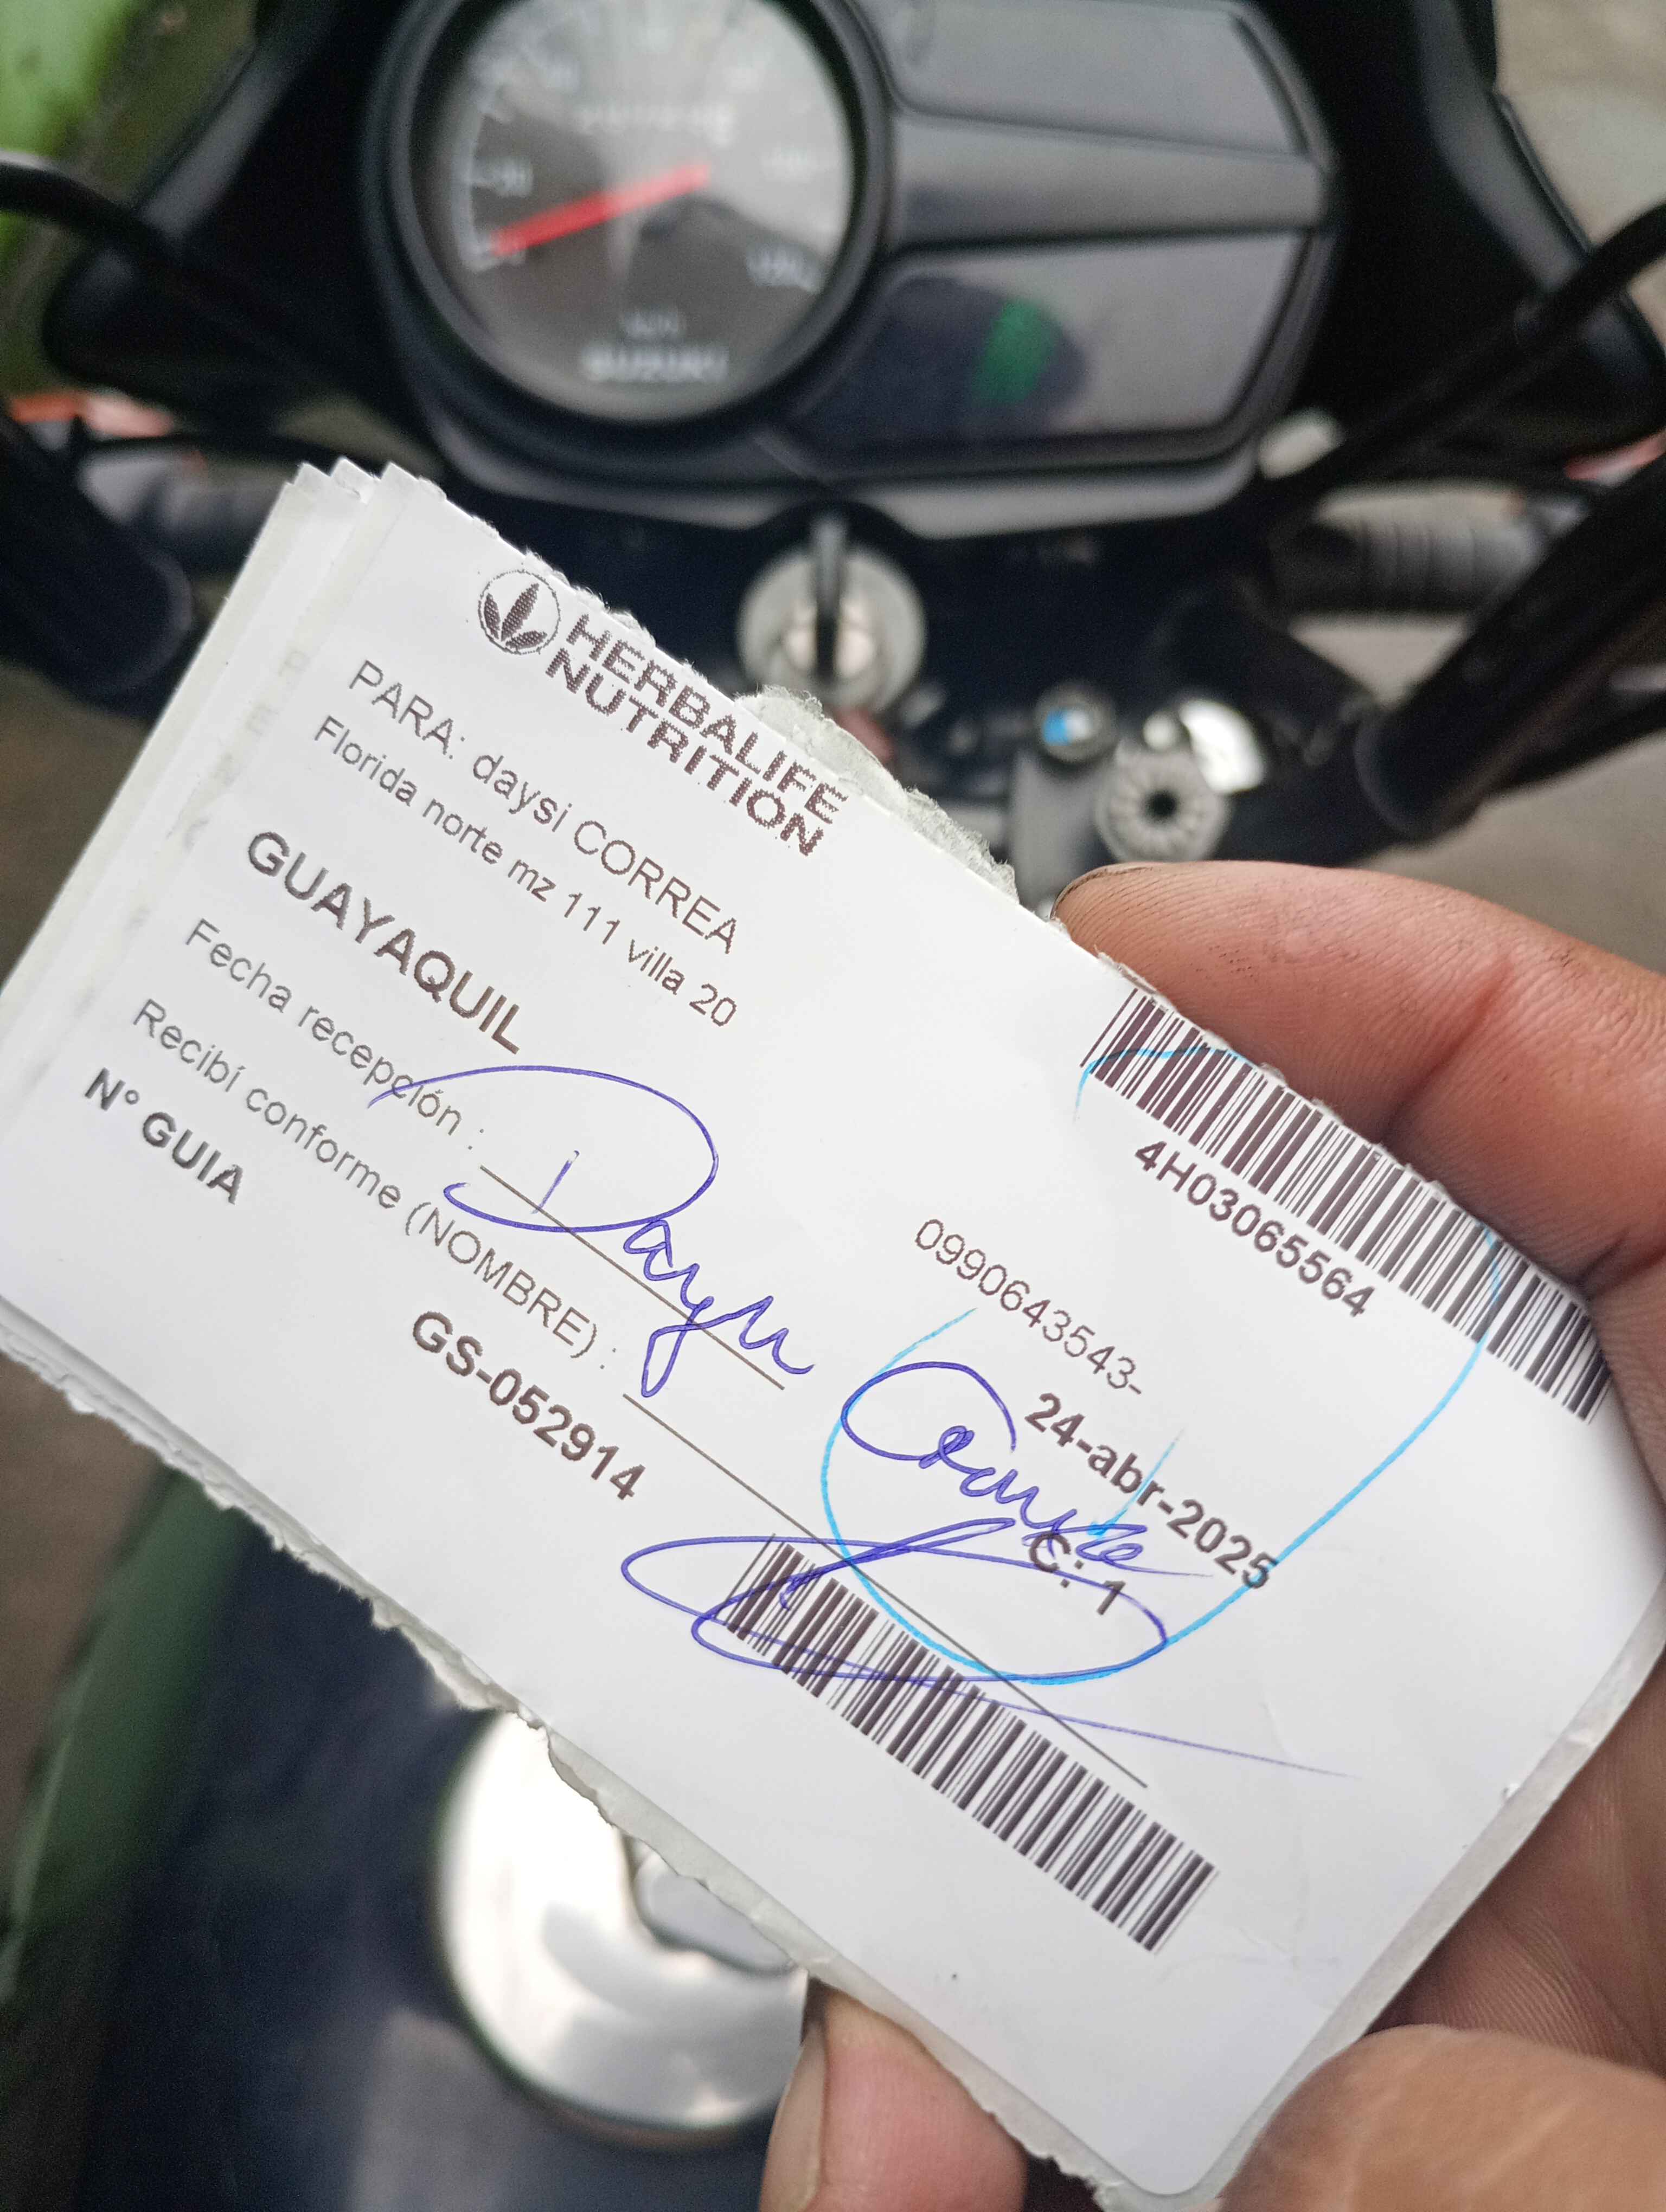 SUZUKI
HERBALIFE
NUTRITION
PARA: daysi CORREA
Florida norte mz 111 villa 20
GUAYAQUIL
4H03065564
0990643543-
24-abr-2025
C: 1
Fecha recepción :
Recibí conforme (NOMBRE) :
N° GUIA
GS-052914